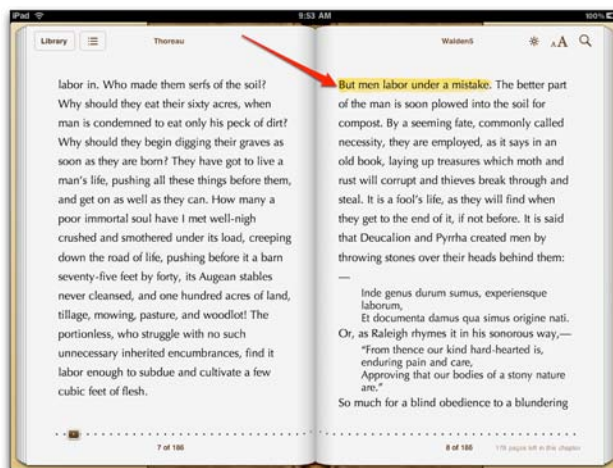 iPad
9:53 AM
100%
Library
Thoreau
Walden5
AA
labor in. Who made them serfs of the soil?
Why should they eat their sixty acres, when
man is condemned to eat only his peck of dirt?
Why should they begin digging their graves as
soon as they are born? They have got to live a
man's life, pushing all these things before them,
and get on as well as they can. How many a
poor immortal soul have I met well-nigh
crushed and smothered under its load, creeping
down the road of life, pushing before it a barn
seventy-five feet by forty, its Augean stables
never cleansed, and one hundred acres of land,
tillage, mowing, pasture, and woodlot! The
portionless, who struggle with no such
unnecessary inherited encumbrances, find it
labor enough to subdue and cultivate a few
cubic feet of flesh.
7 of 186
But men labor under a mistake. The better part
of the man is soon plowed into the soil for
compost. By a seeming fate, commonly called
necessity, they are employed, as it says in an
old book, laying up treasures which moth and
rust will corrupt and thieves break through and
steal. It is a fool's life, as they will find when
they get to the end of it, if not before. It is said
that Deucalion and Pyrrha created men by
throwing stones over their heads behind them:
—
Inde genus durum sumus, experiensque
laborum,
Et documenta damus qua simus origine nati.
Or, as Raleigh rhymes it in his sonorous way,—
"From thence our kind hard-hearted is,
enduring pain and care,
Approving that our bodies of a stony nature
are."
So much for a blind obedience to a blundering
8 of 186
178 pages left in this chapter